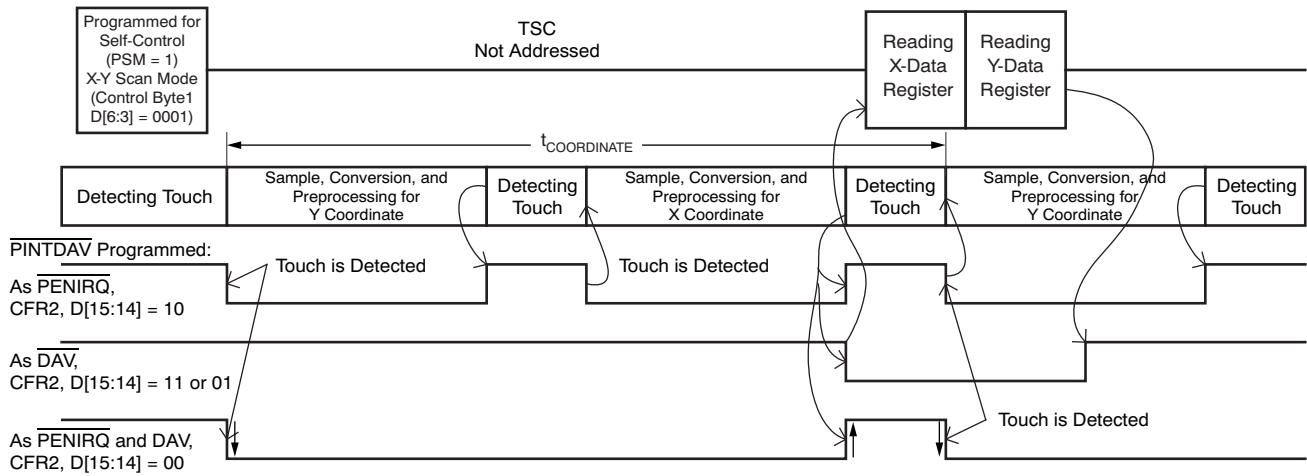 Programmed for
Self-Control
(PSM = 1)
X-Y Scan Mode
(Control Byte1
D[6:3] = 0001)
TSC
Not Addressed
Reading
X-Data
Register
Reading
Y-Data
Register
tCOORDINATE
Detecting Touch
Sample, Conversion, and
Preprocessing for
Y Coordinate
Detecting
Touch
Sample, Conversion, and
Preprocessing for
X Coordinate
Detecting
Touch
Sample, Conversion, and
Preprocessing for
Y Coordinate
Detecting
Touch
PINTDAV Programmed:
As PENIRQ,
CFR2, D[15:14] = 10
Touch is Detected
Touch is Detected
As DAV,
CFR2, D[15:14] = 11 or 01
As PENIRQ and DAV,
CFR2, D[15:14] = 00
Touch is Detected